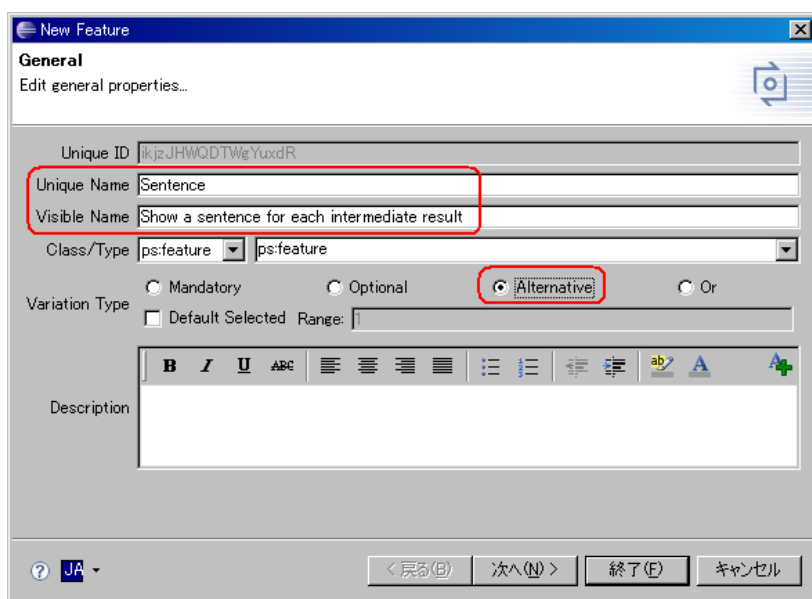 New Feature
General
Edit general properties...
Unique ID ikjzJHWQDTWgYuxdR
Unique Name Sentence
Visible Name Show a sentence for each intermediate result
Class/Type ps:feature ps:feature
Variation Type Mandatory Optional Alternative Or
Default Selected Range: 1
B I U ABC ab A A
Description
? JA < 戻る(B) 次へ(N) > 終了(F) キャンセル